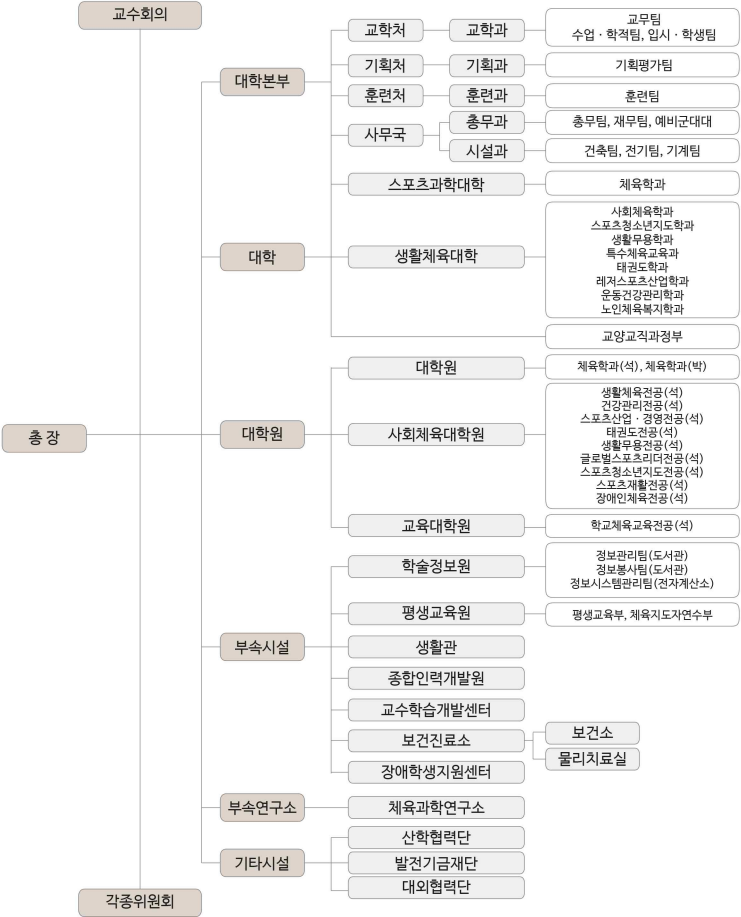 교수회의
총 장
각종위원회
대학본부
교학처
교학과
교무팀
수업 · 학적팀, 입시 · 학생팀
기획처
기획과
기획평가팀
훈련처
훈련과
훈련팀
사무국
총무과
총무팀, 재무팀, 예비군대대
시설과
건축팀, 전기팀, 기계팀
대학
스포츠과학대학
체육학과
생활체육대학
사회체육학과
스포츠청소년지도학과
생활무용학과
특수체육교육과
태권도학과
레저스포츠산업학과
운동건강관리학과
노인체육복지학과
교양교직과정부
대학원
대학원
체육학과(석), 체육학과(박)
사회체육대학원
생활체육전공(석)
건강관리전공(석)
스포츠산업 · 경영전공(석)
태권도전공(석)
생활무용전공(석)
글로벌스포츠리더전공(석)
스포츠청소년지도전공(석)
스포츠재활전공(석)
장애인체육전공(석)
교육대학원
학교체육교육전공(석)
부속시설
학술정보원
정보관리팀(도서관)
정보봉사팀(도서관)
정보시스템관리팀(전자계산소)
평생교육원
평생교육부, 체육지도자연수부
생활관
종합인력개발원
교수학습개발센터
보건진료소
보건소
물리치료실
장애학생지원센터
부속연구소
체육과학연구소
기타시설
산학협력단
발전기금재단
대외협력단